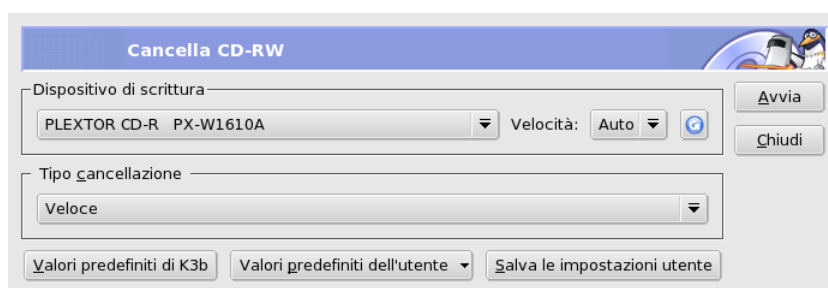 Cancella CD-RW
Dispositivo di scrittura
PLEXTOR CD-R PX-W1610A Velocità: Auto
Avvia
Chiudi
Tipo cancellazione
Veloce
Valori predefiniti di K3b Valori predefiniti dell'utente Salva le impostazioni utente